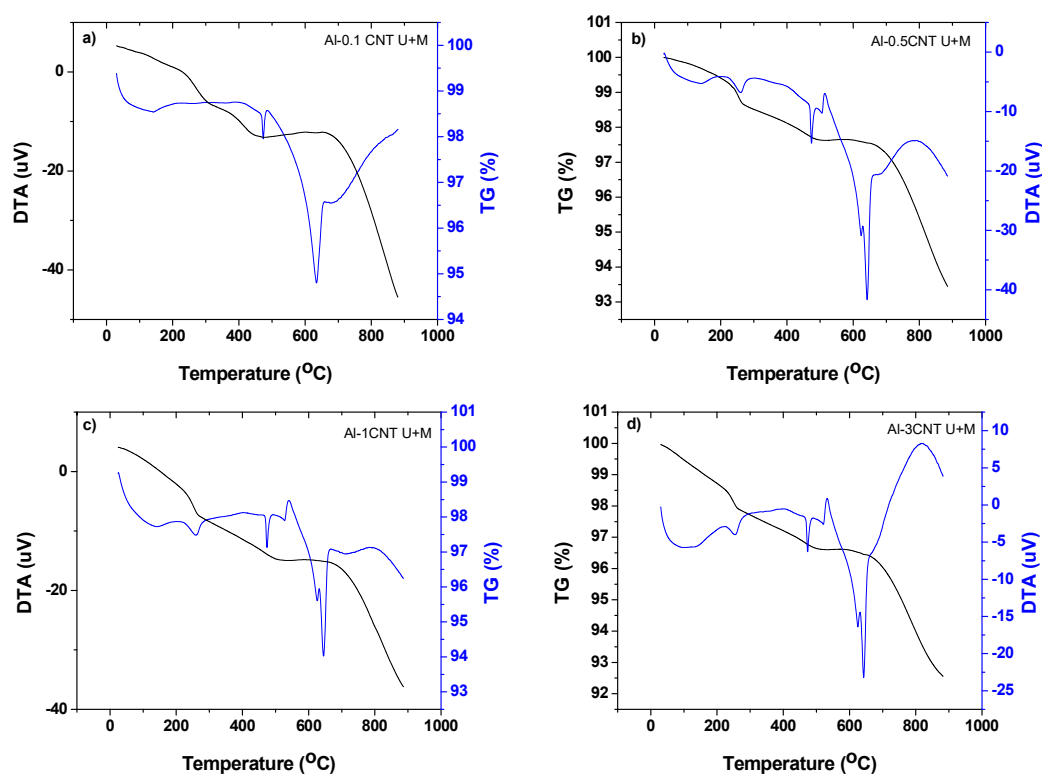 a)
Al-0.1 CNT U+M
0
-20
-40
DTA (uV)
100
99
98
97
96
95
94
TG (%)
0 200 400 600 800 1000
Temperature (OC)
b)
Al-0.5CNT U+M
101
100
99
98
97
96
95
94
93
TG (%)
0
-10
-20
-30
-40
DTA (uV)
0 200 400 600 800 1000
Temperature (OC)
c)
Al-1CNT U+M
0
-20
-40
DTA (uV)
101
100
99
98
97
96
95
94
93
TG (%)
0 200 400 600 800 1000
Temperature (OC)
d)
Al-3CNT U+M
101
100
99
98
97
96
95
94
93
92
TG (%)
10
5
0
-5
-10
-15
-20
-25
DTA (uV)
0 200 400 600 800 1000
Temperature (OC)